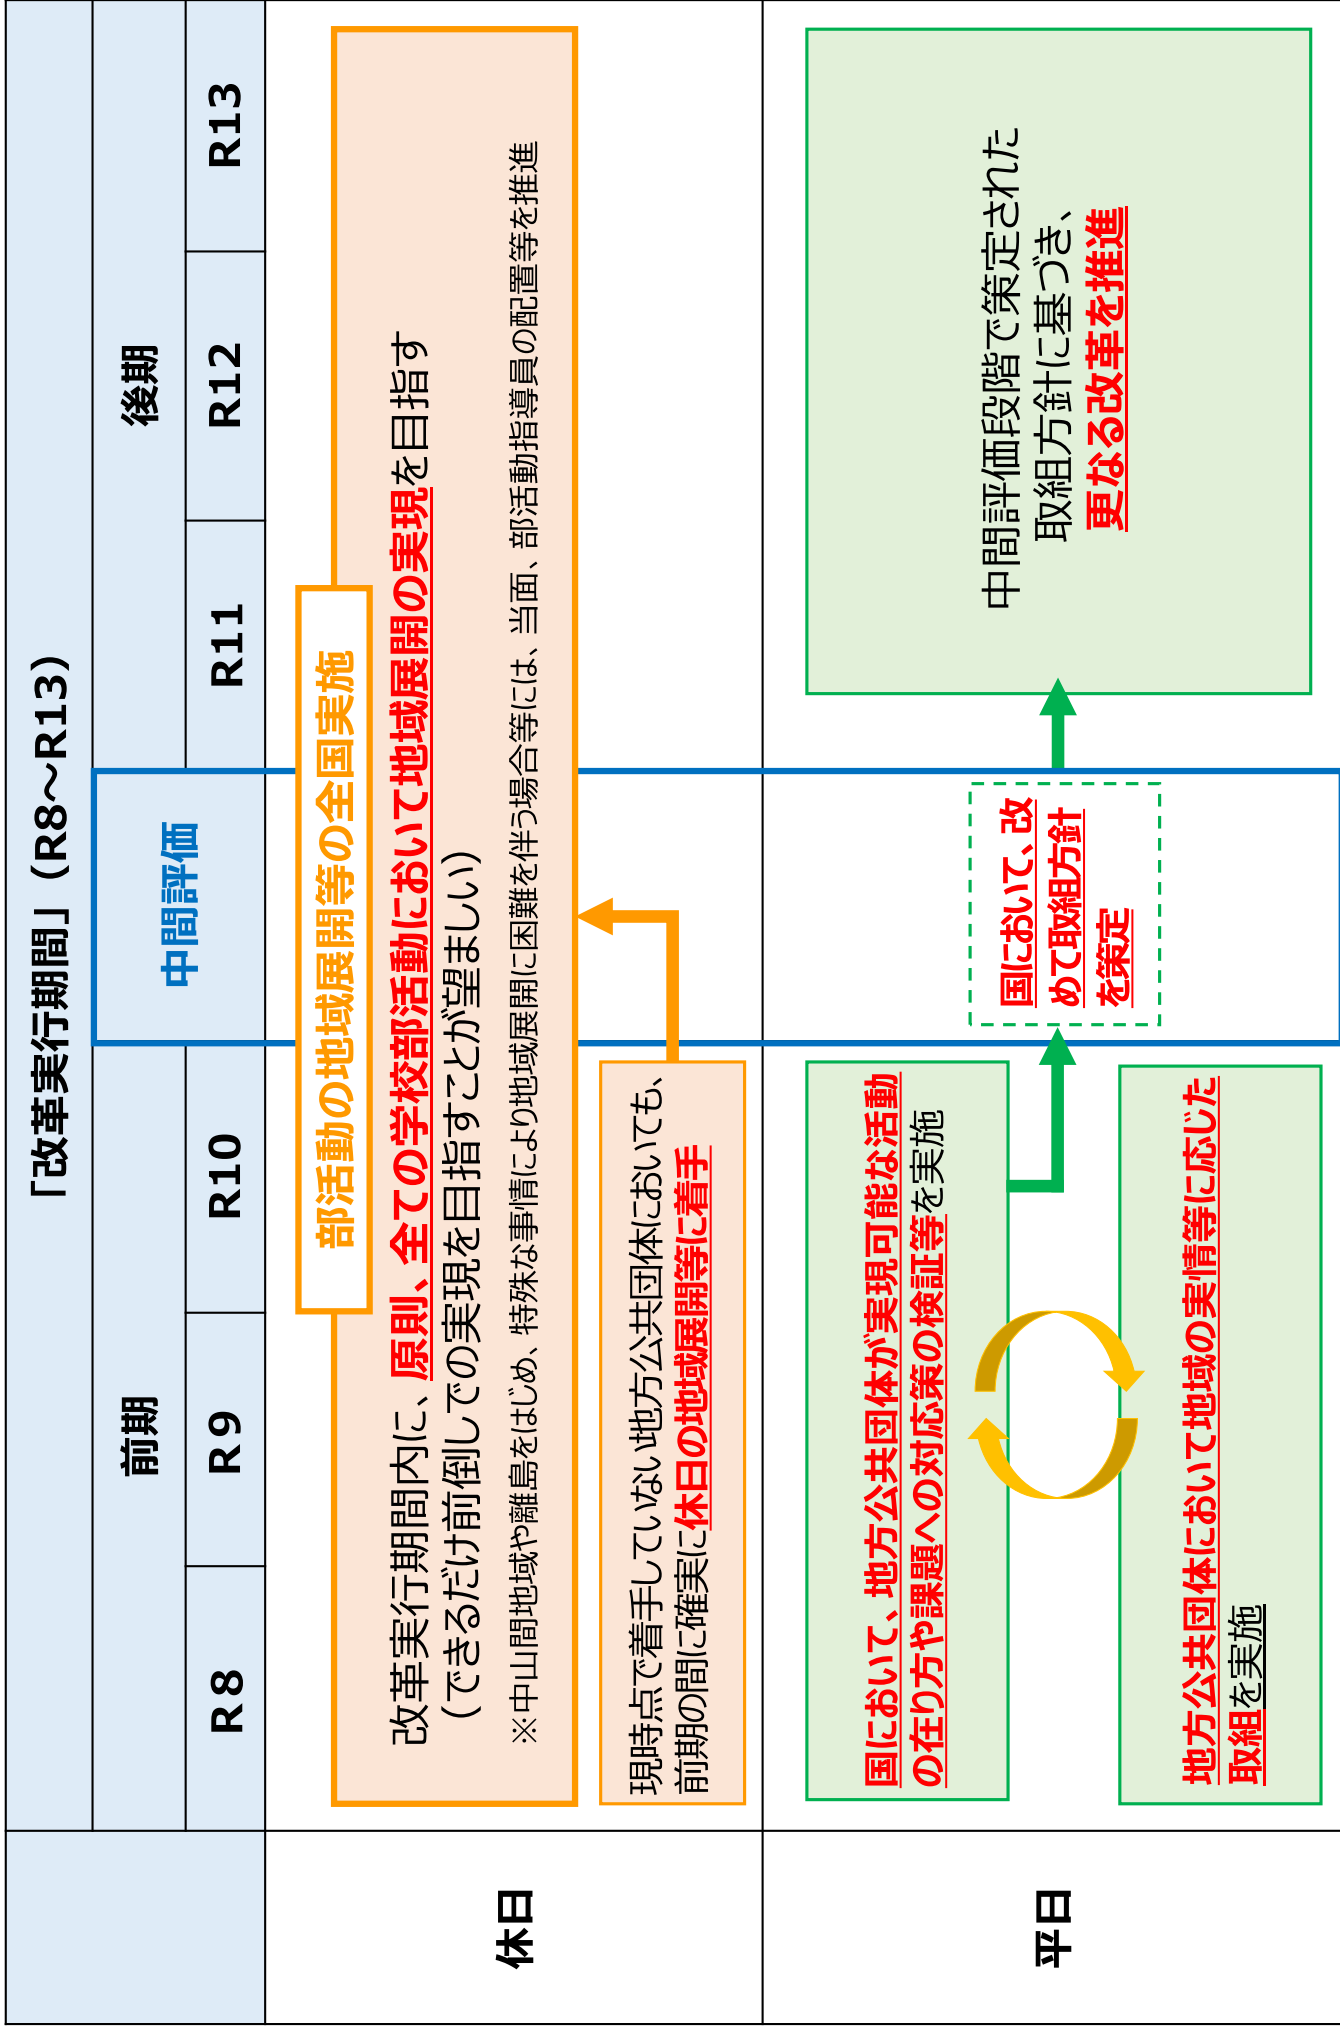 「改革実行期間」（R8～R13）
前期
中間評価
後期
R8
R9
R10
R11
R12
R13
休日
部活動の地域展開等の全国実施
改革実行期間内に、原則、全ての学校部活動において地域展開の実現を目指す
（できるだけ前倒しでの実現を目指すことが望ましい）
※中山間地域や離島をはじめ、特殊な事情により地域展開に困難を伴う場合等には、当面、部活動指導員の配置等を推進
現時点で着手していない地方公共団体においても、
前期の間に確実に休日の地域展開等に着手
平日
国において、地方公共団体が実現可能な活動
の在り方や課題への対応策の検証等を実施
地方公共団体において地域の実情等に応じた
取組を実施
国において、改
めて取組方針
を策定
中間評価段階で策定された
取組方針に基づき、
更なる改革を推進